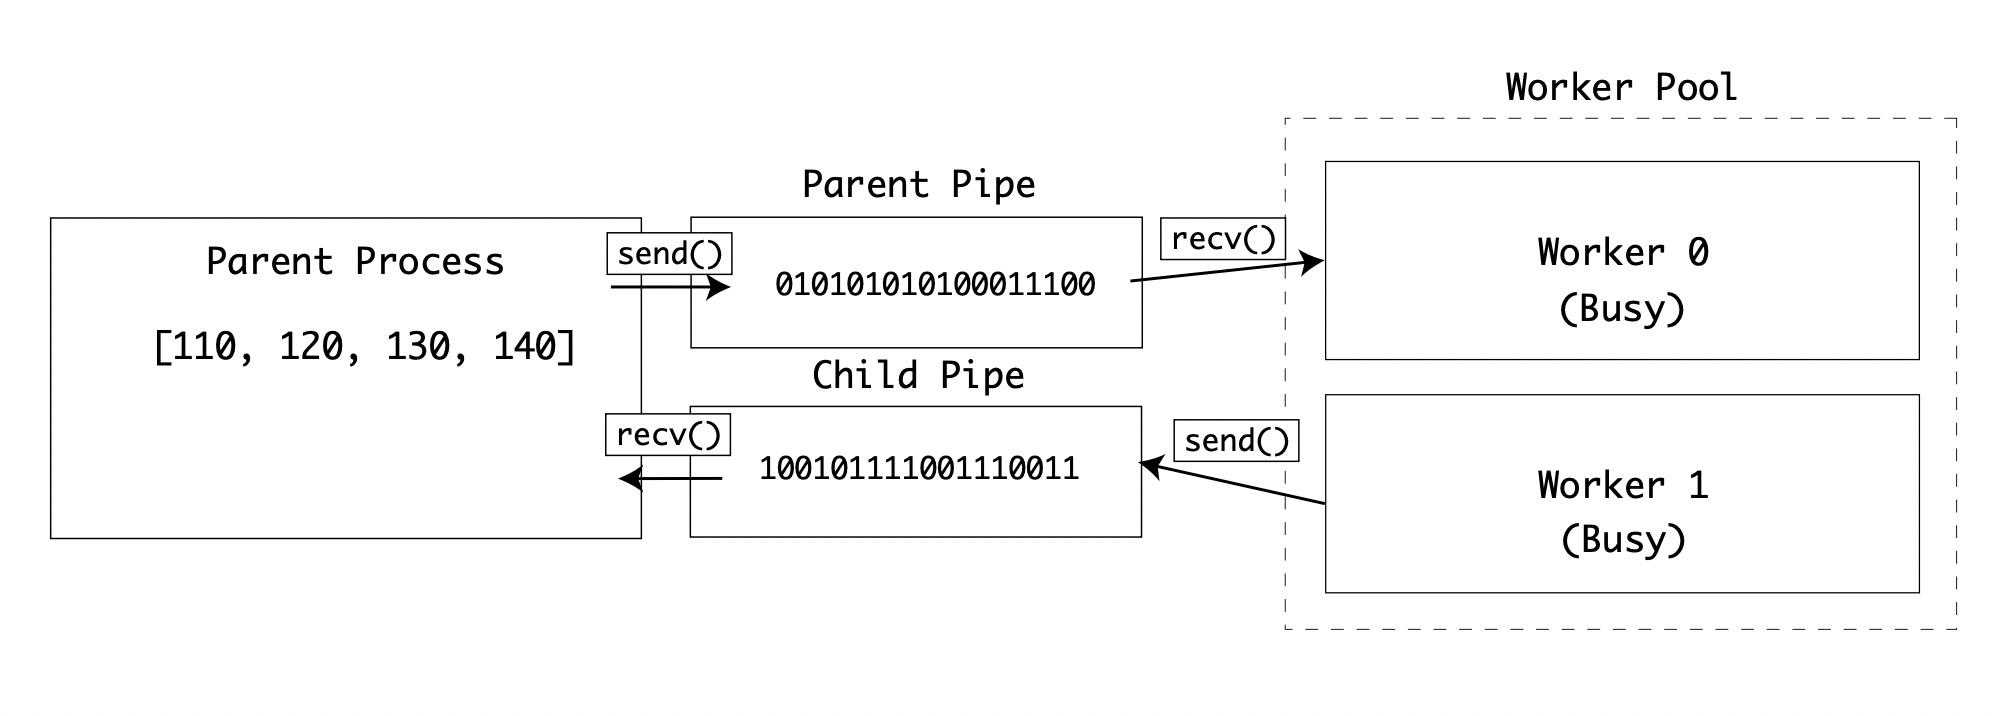 Worker Pool
Parent Pipe
Parent Process
send()
recv()
[110, 120, 130, 140]
010101010100011100
Worker 0
(Busy)
Child Pipe
recv()
send()
100101111001110011
Worker 1
(Busy)